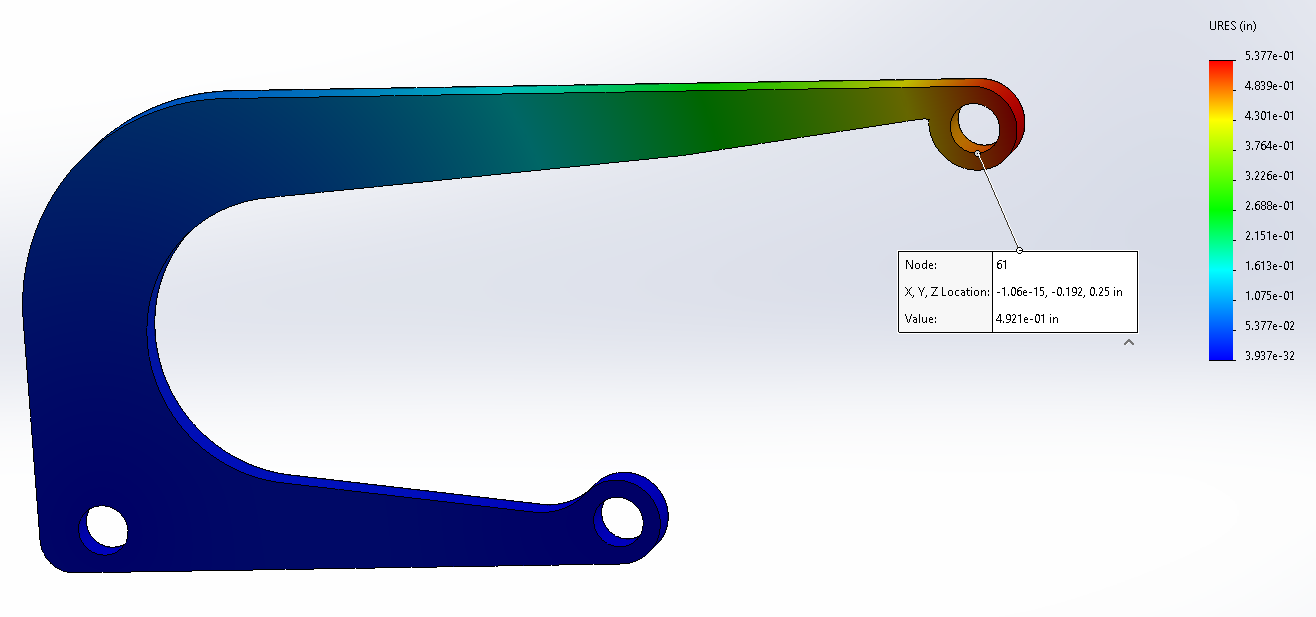 URES (in)
5.377e-01
4.839e-01
4.301e-01
3.764e-01
3.226e-01
2.688e-01
2.151e-01
1.613e-01
1.075e-01
5.377e-02
3.937e-32
Node: 61
X, Y, Z Location: -1.06e-15, -0.192, 0.25 in
Value: 4.921e-01 in